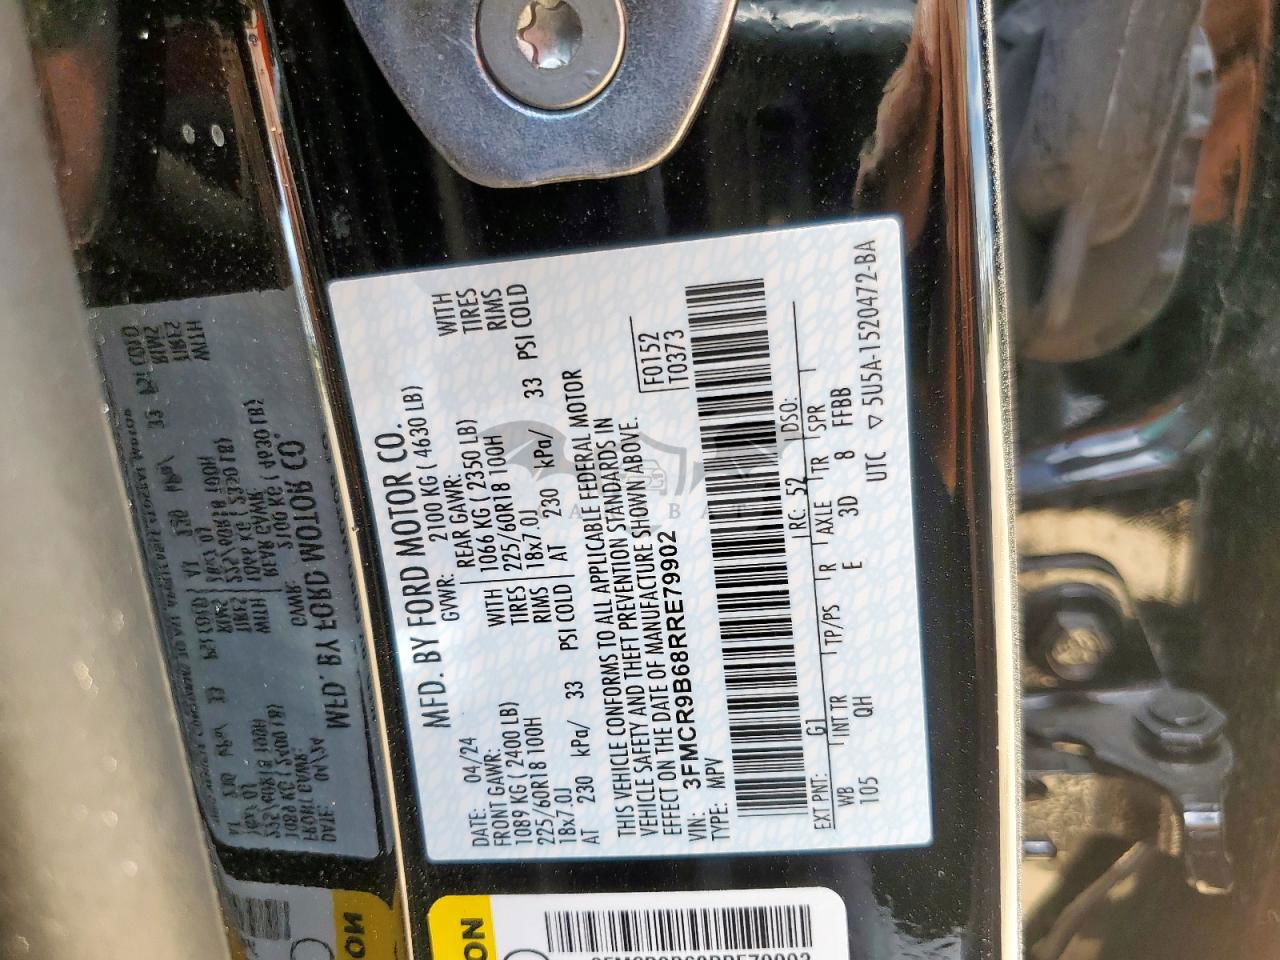 MFD. BY FORD MOTOR CO.
DATE: 04/24 GVWR: 2100 KG ( 4630 LB)
FRONT GAWR: REAR GAWR: WITH
1089 KG ( 2400 LB) WITH 1066 KG ( 2350 LB) TIRES
225/60R18 100H TIRES 225/60R18 100H RIMS
18x7.0J RIMS 18x7.0J
AT 230 kPa/ 33 PSI COLD AT 230 kPa/ 33 PSI COLD
THIS VEHICLE CONFORMS TO ALL APPLICABLE FEDERAL MOTOR
VEHICLE SAFETY AND THEFT PREVENTION STANDARDS IN
EFFECT ON THE DATE OF MANUFACTURE SHOWN ABOVE.
F0152
T0373
VIN: 3FMCR9B68RRE79902
TYPE: MPV
EXT PNT: G1 RC: 52 DSO:
WB INT TR TP/PS R AXLE TR SPR
105 QH E 3D 8 FFBB
UTC ▽ 5U5A-1520472-BA